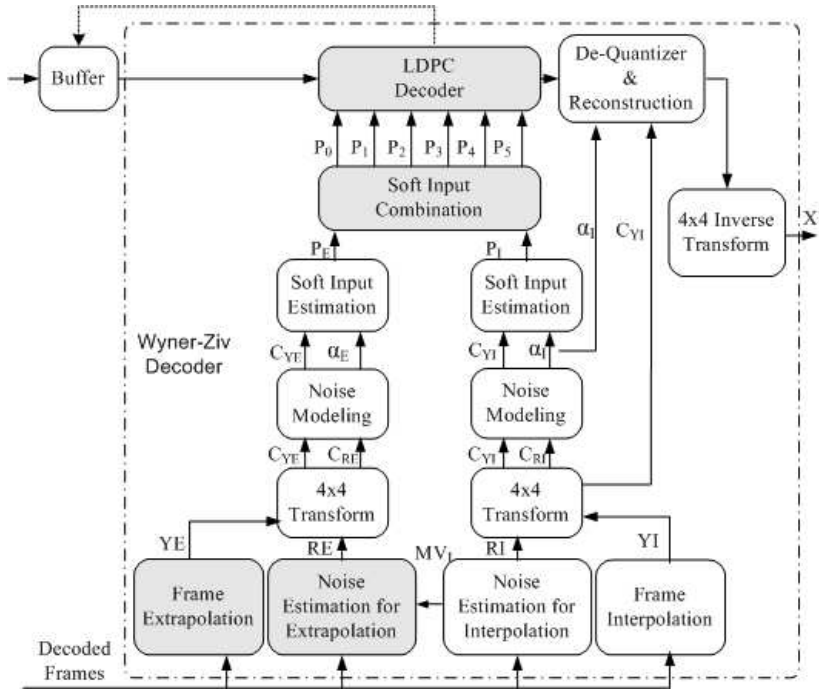 Buffer
LDPC
Decoder
De-Quantizer
&
Reconstruction
P0 P1 P2 P3 P4 P5
Soft Input
Combination
αI
CYI
4x4 Inverse
Transform
X
PE
PI
Soft Input
Estimation
Soft Input
Estimation
Wyner-Ziv
Decoder
CYE αE
CYI αI
Noise
Modeling
Noise
Modeling
CYE CRE
CYI CRI
4x4
Transform
4x4
Transform
YE
RE
MVI
RI
YI
Frame
Extrapolation
Noise
Estimation for
Extrapolation
Noise
Estimation for
Interpolation
Frame
Interpolation
Decoded
Frames